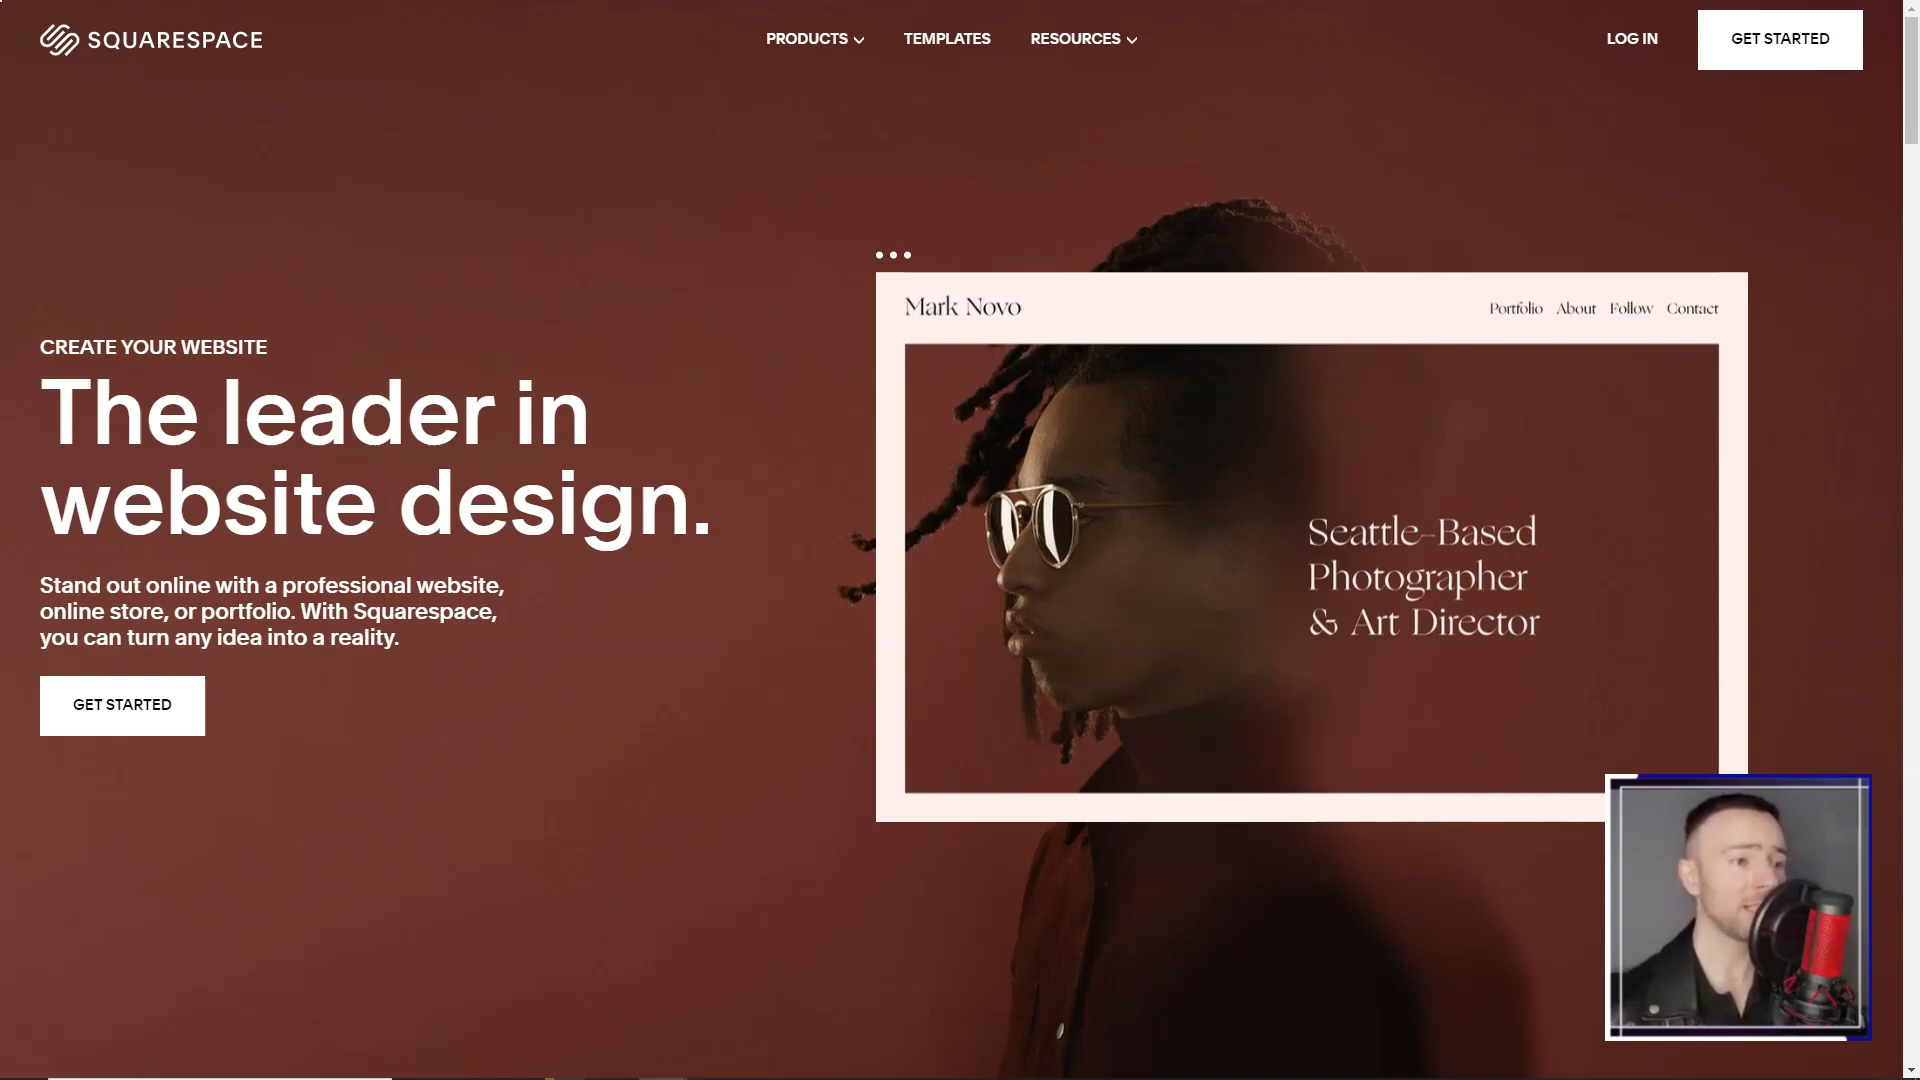 SQUARESPACE
PRODUCTS
TEMPLATES
RESOURCES
LOG IN
GET STARTED
CREATE YOUR WEBSITE
The leader in
website design.
Stand out online with a professional website,
online store, or portfolio. With Squarespace,
you can turn any idea into a reality.
GET STARTED
Mark Novo
Portfolio
About
Follow
Contact
Seattle-Based
Photographer
& Art Director